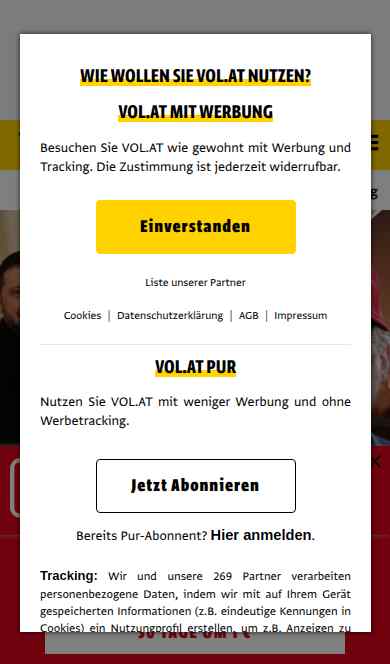 WIE WOLLEN SIE VOL.AT NUTZEN?
VOL.AT MIT WERBUNG
Besuchen Sie VOL.AT wie gewohnt mit Werbung und
Tracking. Die Zustimmung ist jederzeit widerrufbar.
Einverstanden
Liste unserer Partner
Cookies | Datenschutzerklärung | AGB | Impressum
VOL.AT PUR
Nutzen Sie VOL.AT mit weniger Werbung und ohne
Werbetracking.
Jetzt Abonnieren
Bereits Pur-Abonnent? Hier anmelden.
Tracking: Wir und unsere 269 Partner verarbeiten
personenbezogene Daten, indem wir mit auf Ihrem Gerät
gespeicherten Informationen (z.B. eindeutige Kennungen in
Cookies) ein Nutzungsprofil erstellen, um z.B. Anzeigen zu